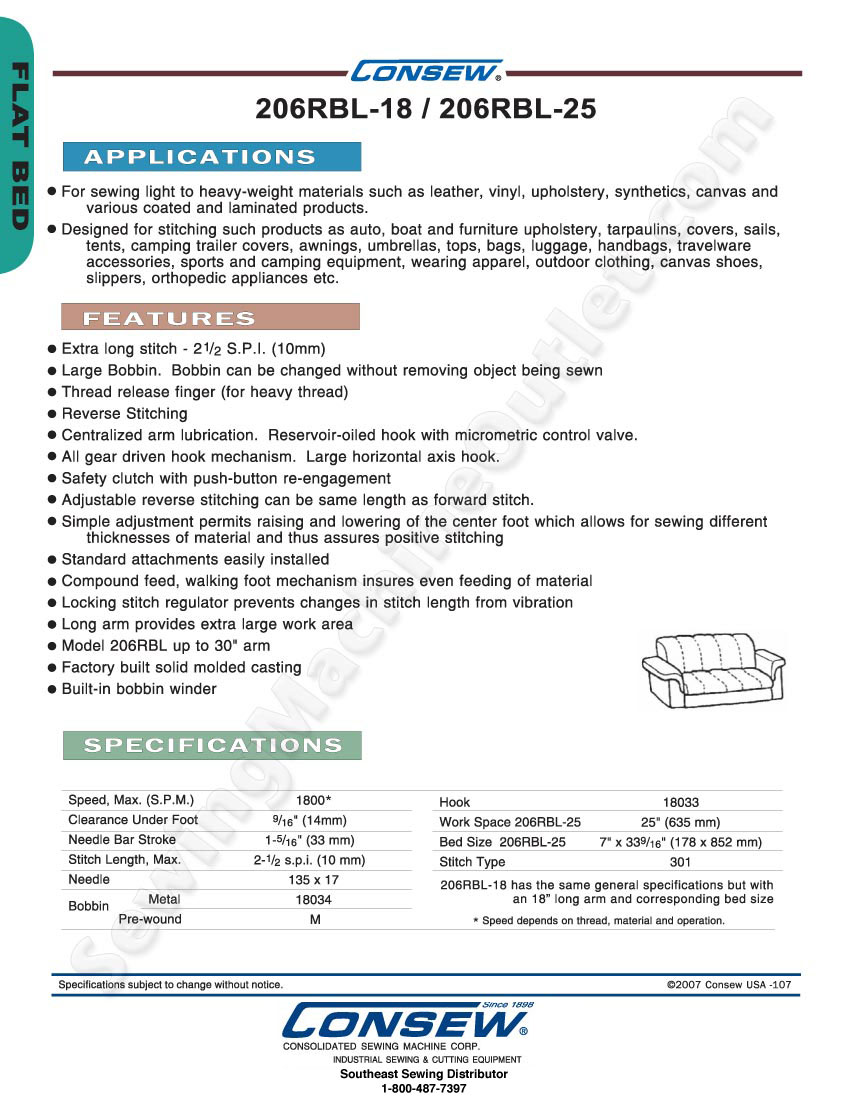 FLAT BED
CONSEW®
206RBL-18 / 206RBL-25
APPLICATIONS
● For sewing light to heavy-weight materials such as leather, vinyl, upholstery, synthetics, canvas and
various coated and laminated products.
● Designed for stitching such products as auto, boat and furniture upholstery, tarpaulins, covers, sails,
tents, camping trailer covers, awnings, umbrellas, tops, bags, luggage, handbags, travelware
accessories, sports and camping equipment, wearing apparel, outdoor clothing, canvas shoes,
slippers, orthopedic appliances etc.
FEATURES
● Extra long stitch - 2 1/2 S.P.I. (10mm)
● Large Bobbin. Bobbin can be changed without removing object being sewn
● Thread release finger (for heavy thread)
● Reverse Stitching
● Centralized arm lubrication. Reservoir-oiled hook with micrometric control valve.
● All gear driven hook mechanism. Large horizontal axis hook.
● Safety clutch with push-button re-engagement
● Adjustable reverse stitching can be same length as forward stitch.
● Simple adjustment permits raising and lowering of the center foot which allows for sewing different
thicknesses of material and thus assures positive stitching
● Standard attachments easily installed
● Compound feed, walking foot mechanism insures even feeding of material
● Locking stitch regulator prevents changes in stitch length from vibration
● Long arm provides extra large work area
● Model 206RBL up to 30" arm
● Factory built solid molded casting
● Built-in bobbin winder
SPECIFICATIONS
Speed, Max. (S.P.M.) 1800*
Clearance Under Foot 9/16" (14mm)
Needle Bar Stroke 1-5/16" (33 mm)
Stitch Length, Max. 2-1/2 s.p.i. (10 mm)
Needle 135 x 17
Bobbin Metal 18034
Pre-wound M
Hook 18033
Work Space 206RBL-25 25" (635 mm)
Bed Size 206RBL-25 7" x 339/16" (178 x 852 mm)
Stitch Type 301
206RBL-18 has the same general specifications but with
an 18" long arm and corresponding bed size
* Speed depends on thread, material and operation.
SewingMachineOutlet.com
Specifications subject to change without notice. ©2007 Consew USA -107
Since 1898
CONSEW®
CONSOLIDATED SEWING MACHINE CORP.
INDUSTRIAL SEWING & CUTTING EQUIPMENT
Southeast Sewing Distributor
1-800-487-7397